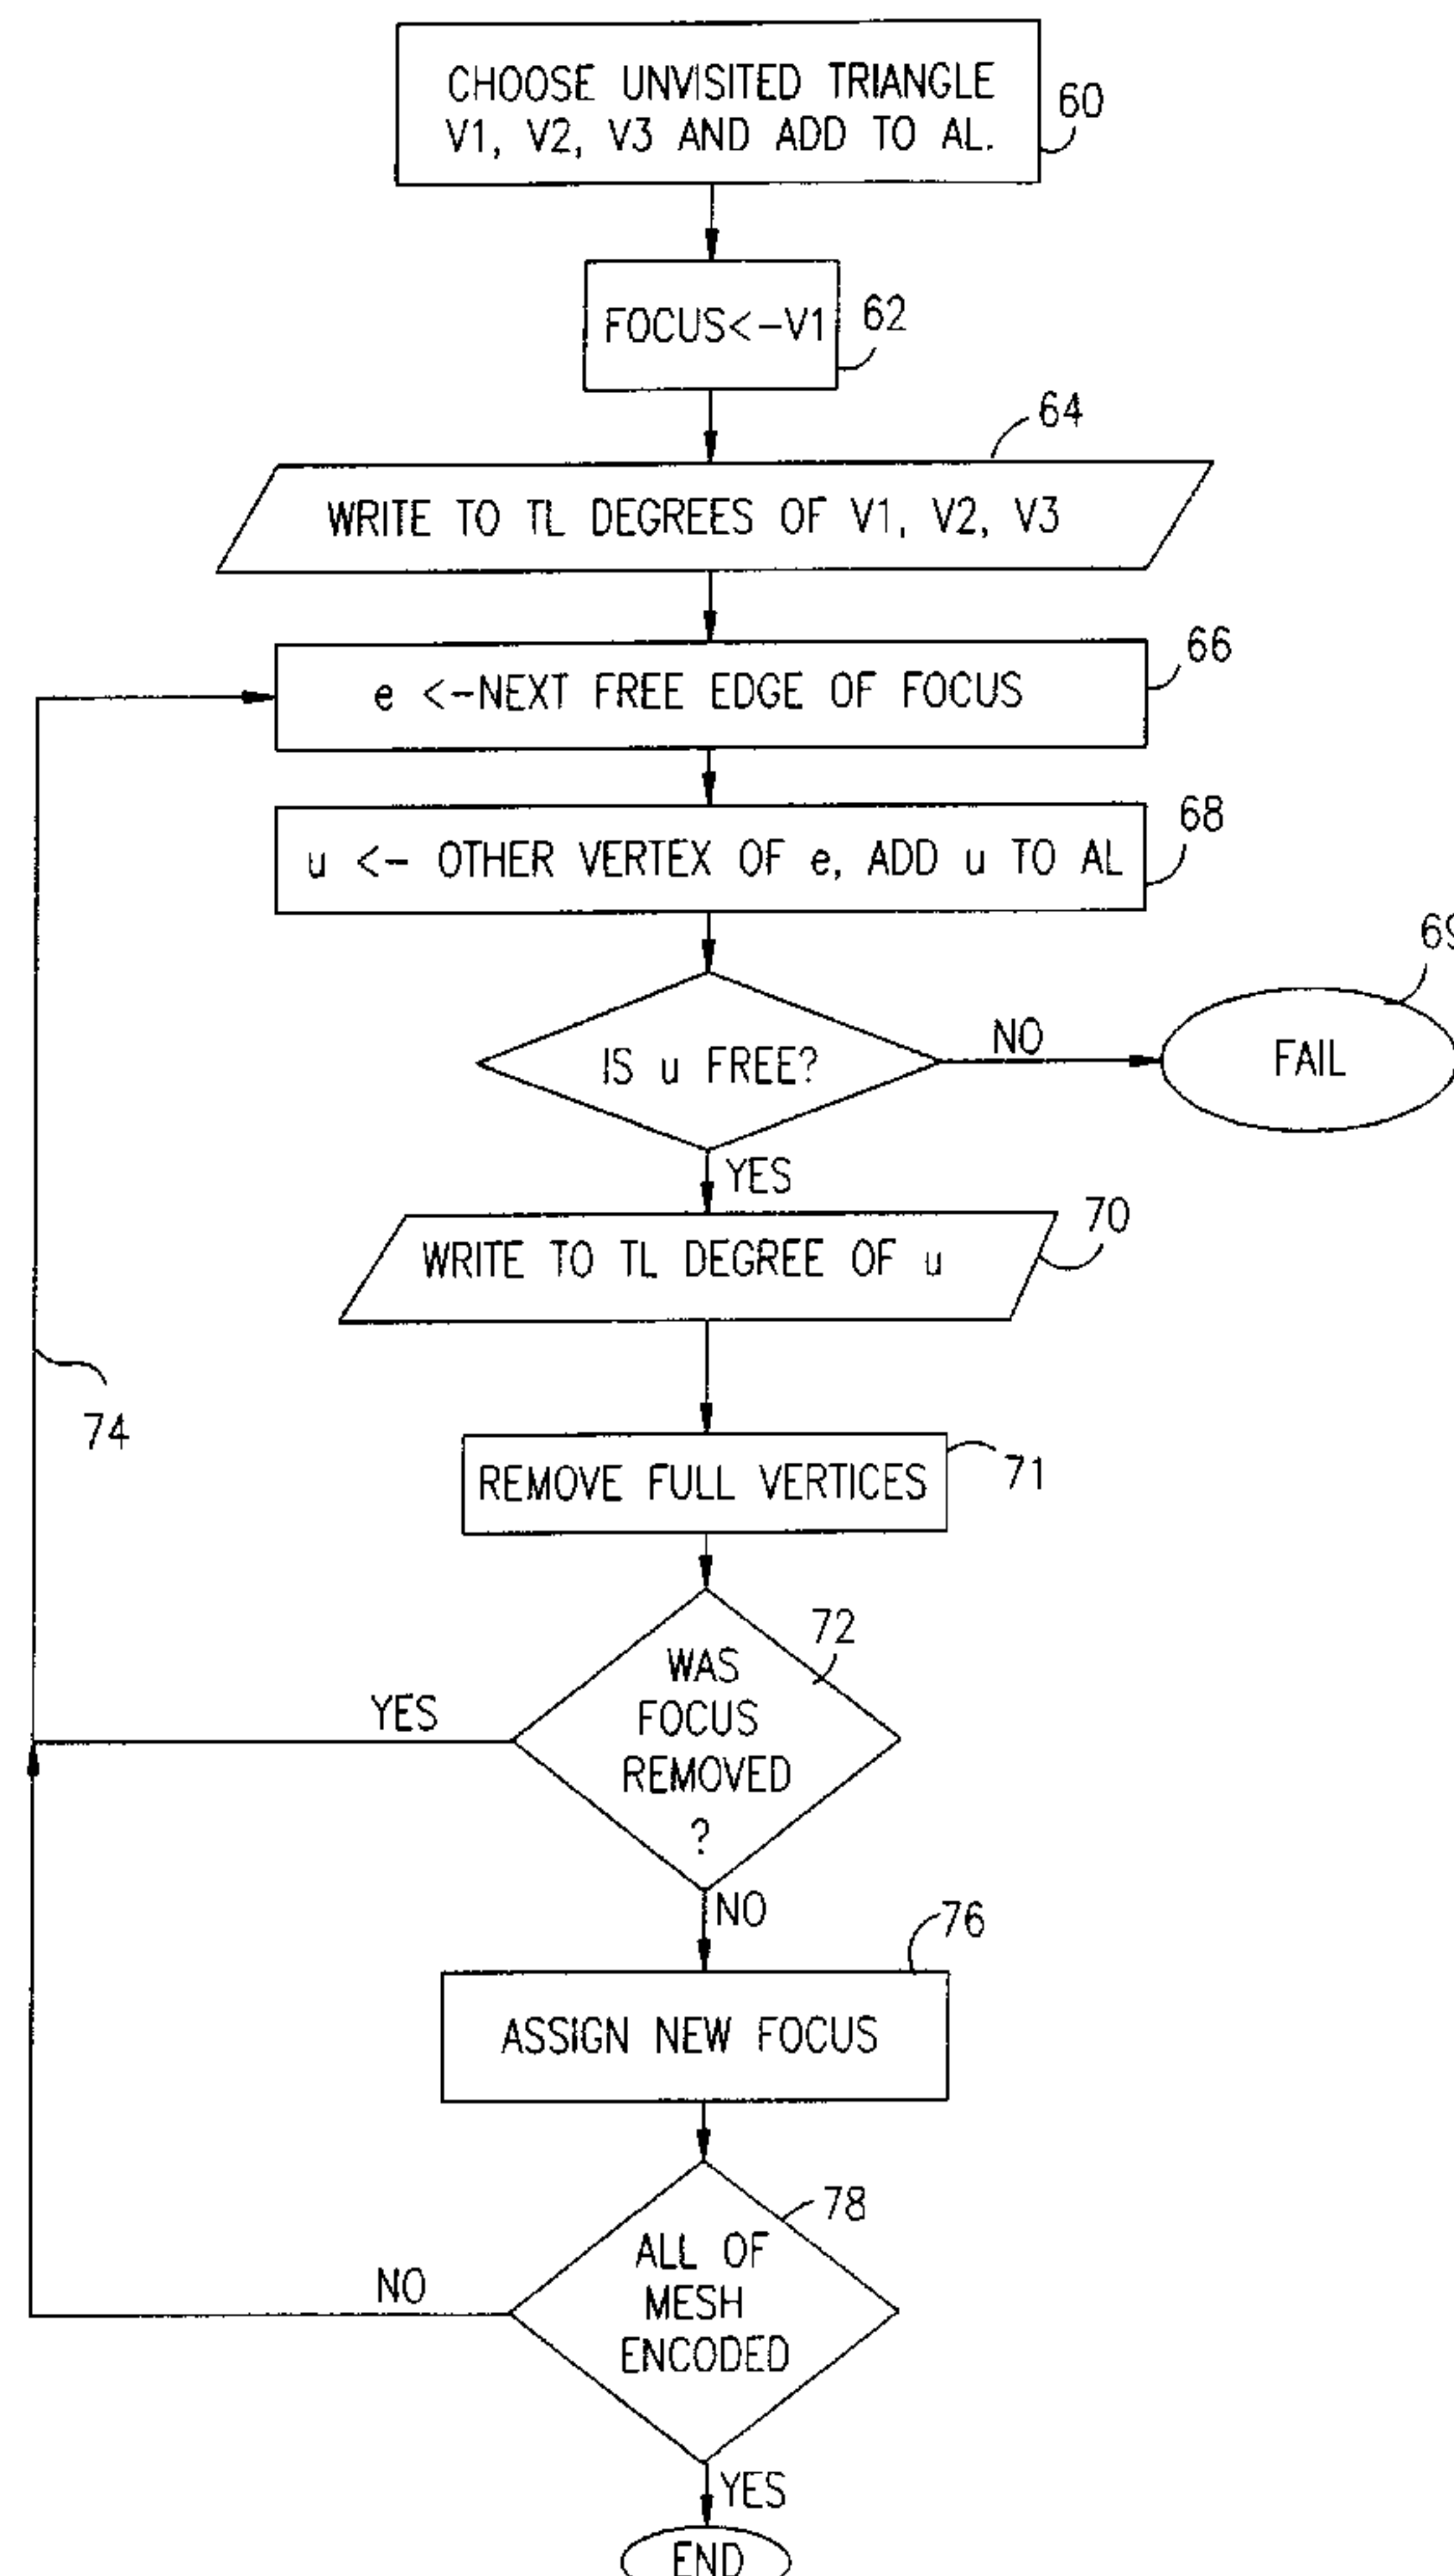 CHOOSE UNVISITED TRIANGLE
V1, V2, V3 AND ADD TO AL.
60
FOCUS<-V1
62
64
WRITE TO TL DEGREES OF V1, V2, V3
66
e <-NEXT FREE EDGE OF FOCUS
68
u <- OTHER VERTEX OF e, ADD u TO AL
69
IS u FREE?
NO
FAIL
YES
70
WRITE TO TL DEGREE OF u
74
REMOVE FULL VERTICES
71
72
WAS
FOCUS
REMOVED
?
YES
NO
76
ASSIGN NEW FOCUS
78
ALL OF
MESH
ENCODED
NO
YES
END